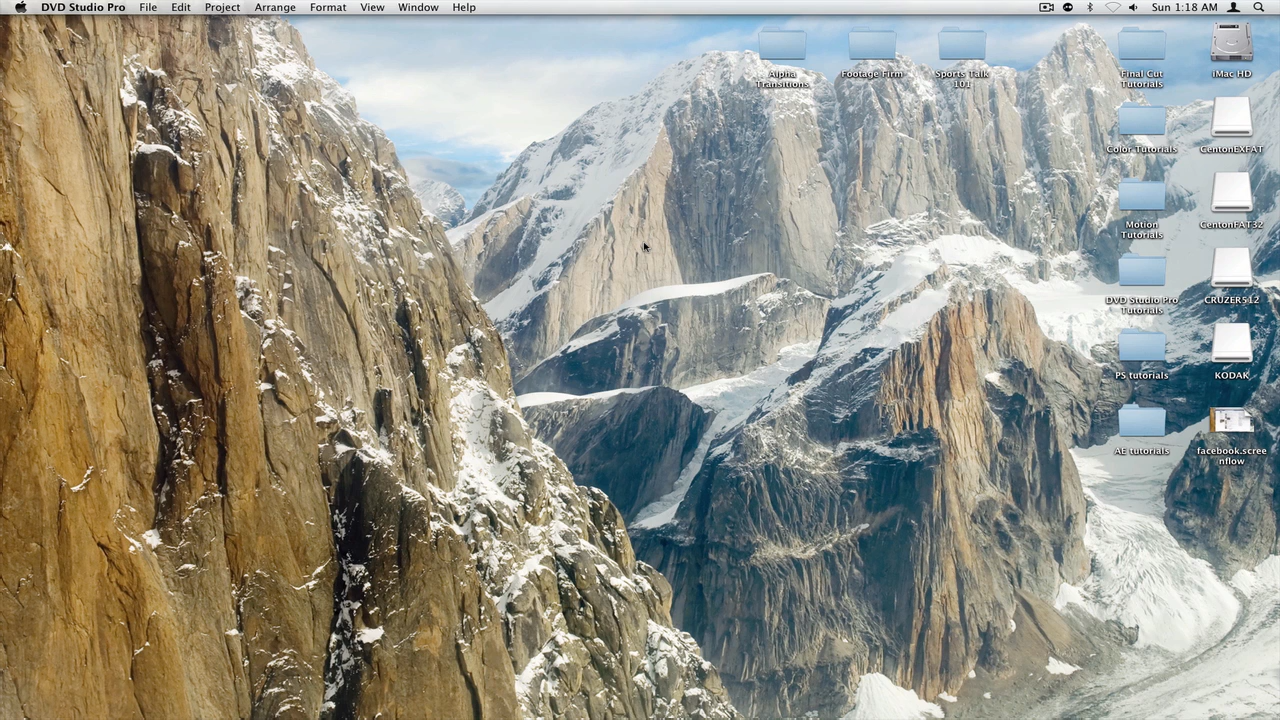 DVD Studio Pro File Edit Project Arrange Format View Window Help Sun 1:18 AM
Alpha
Transitions
Footage Firm
Sports Talk
101
Final Cut
Tutorials
iMac HD
Color Tutorials
CentonEXFAT
Motion
Tutorials
CentonFAT32
DVD Studio Pro
Tutorials
CRUZER512
PS tutorials
KODAK
AE tutorials
facebook.scree
nflow